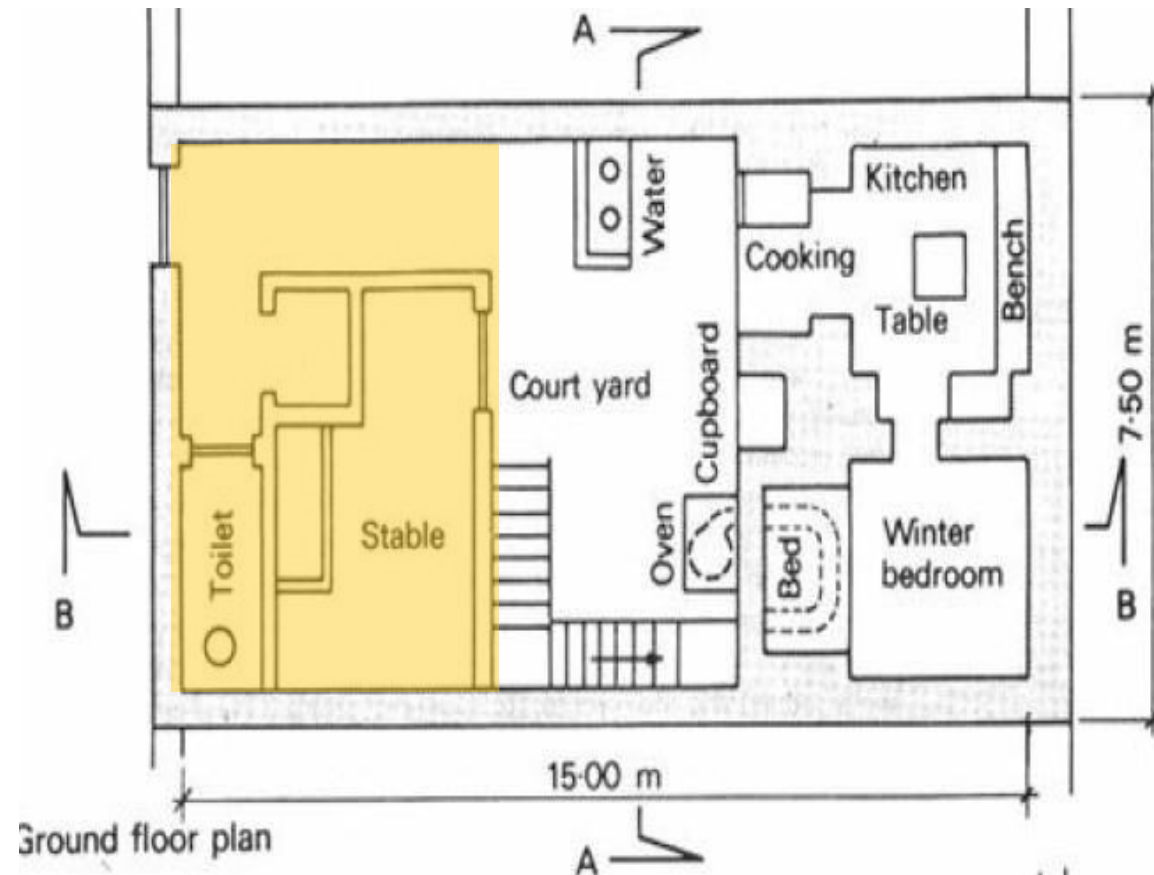 A
Kitchen
Water
Cooking
Bench
Table
Court yard
Cupboard
7·50 m
Toilet
Stable
Oven
Bed
Winter
bedroom
B
B
15·00 m
Ground floor plan
A